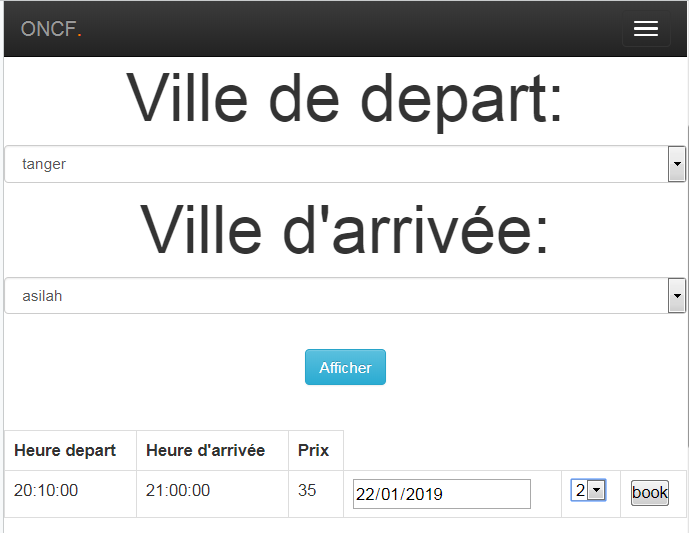 ONCF.
Ville de depart:
tanger
Ville d'arrivée:
asilah
Afficher
Heure depart Heure d'arrivée Prix
20:10:00 21:00:00 35 22/01/2019 2 book